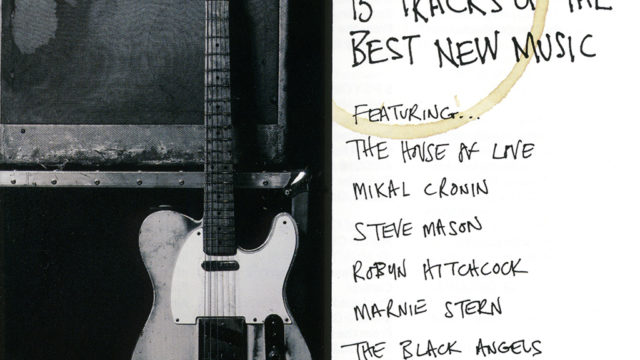 15 TRACKS OF THE
BEST NEW MUSIC
FEATURING...
THE HOUSE OF LOVE
MIKAL CRONIN
STEVE MASON
ROBYN HITCHCOCK
MARNIE STERN
THE BLACK ANGELS